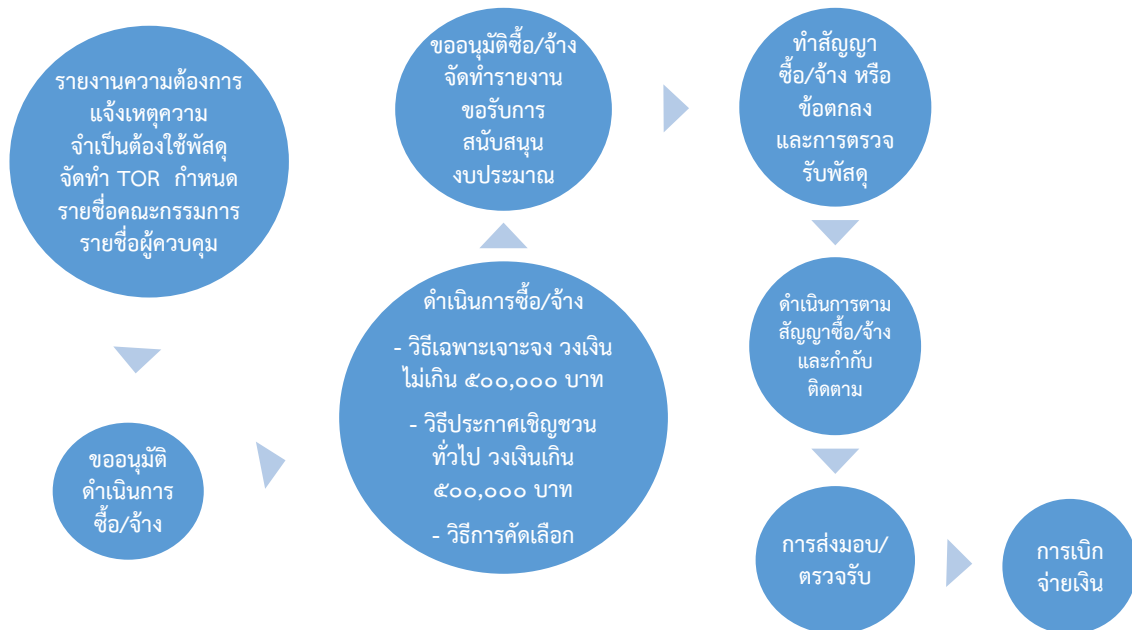 รายงานความต้องการ
แจ้งเหตุความ
จำเป็นต้องใช้พัสดุ
จัดทำ TOR กำหนด
รายชื่อคณะกรรมการ
รายชื่อผู้ควบคุม
ขออนุมัติ
ดำเนินการ
ซื้อ/จ้าง
ดำเนินการซื้อ/จ้าง
- วิธีเฉพาะเจาะจง วงเงิน
ไม่เกิน ๕๐๐,๐๐๐ บาท
- วิธีประกาศเชิญชวน
ทั่วไป วงเงินเกิน
๕๐๐,๐๐๐ บาท
- วิธีการคัดเลือก
ขออนุมัติซื้อ/จ้าง
จัดทำรายงาน
ขอรับการ
สนับสนุน
งบประมาณ
ทำสัญญา
ซื้อ/จ้าง หรือ
ข้อตกลง
และการตรวจ
รับพัสดุ
ดำเนินการตาม
สัญญาซื้อ/จ้าง
และกำกับ
ติดตาม
การส่งมอบ/
ตรวจรับ
การเบิก
จ่ายเงิน